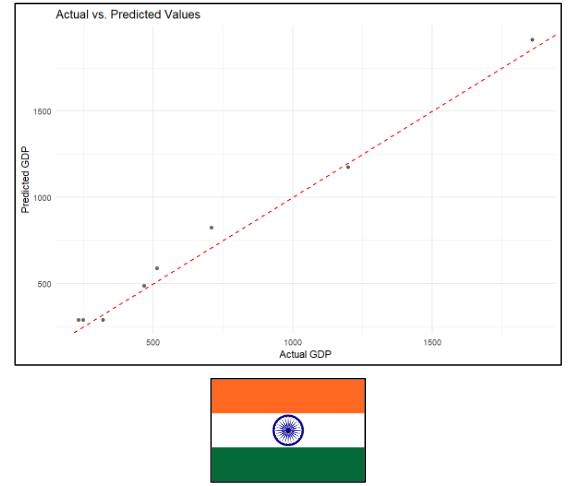 Actual vs. Predicted Values
Predicted GDP
1500
1000
500
500
1000
1500
Actual GDP